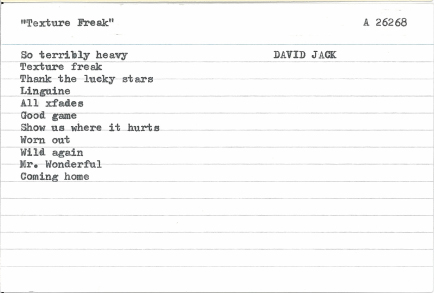 "Texture Freak" A 26268
So terribly heavy DAVID JACK
Texture freak
Thank the lucky stars
Linguine
All xfades
Good game
Show us where it hurts
Worn out
Wild again
Mr. Wonderful
Coming home